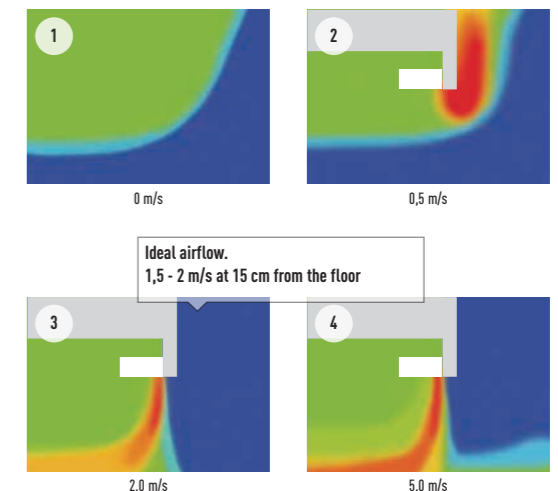 1
2
0 m/s
0,5 m/s
Ideal airflow.
1,5 - 2 m/s at 15 cm from the floor
3
4
2.0 m/s
5.0 m/s